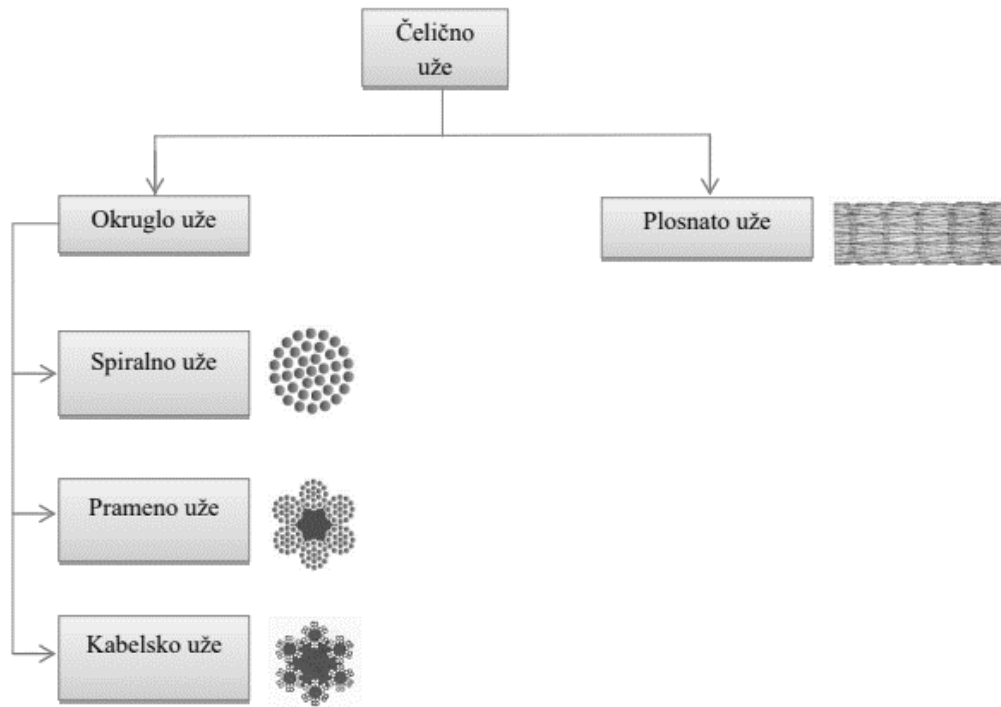 Čelično
uže
Okruglo uže
Plosnato uže
Spiralno uže
Prameno uže
Kabelsko uže